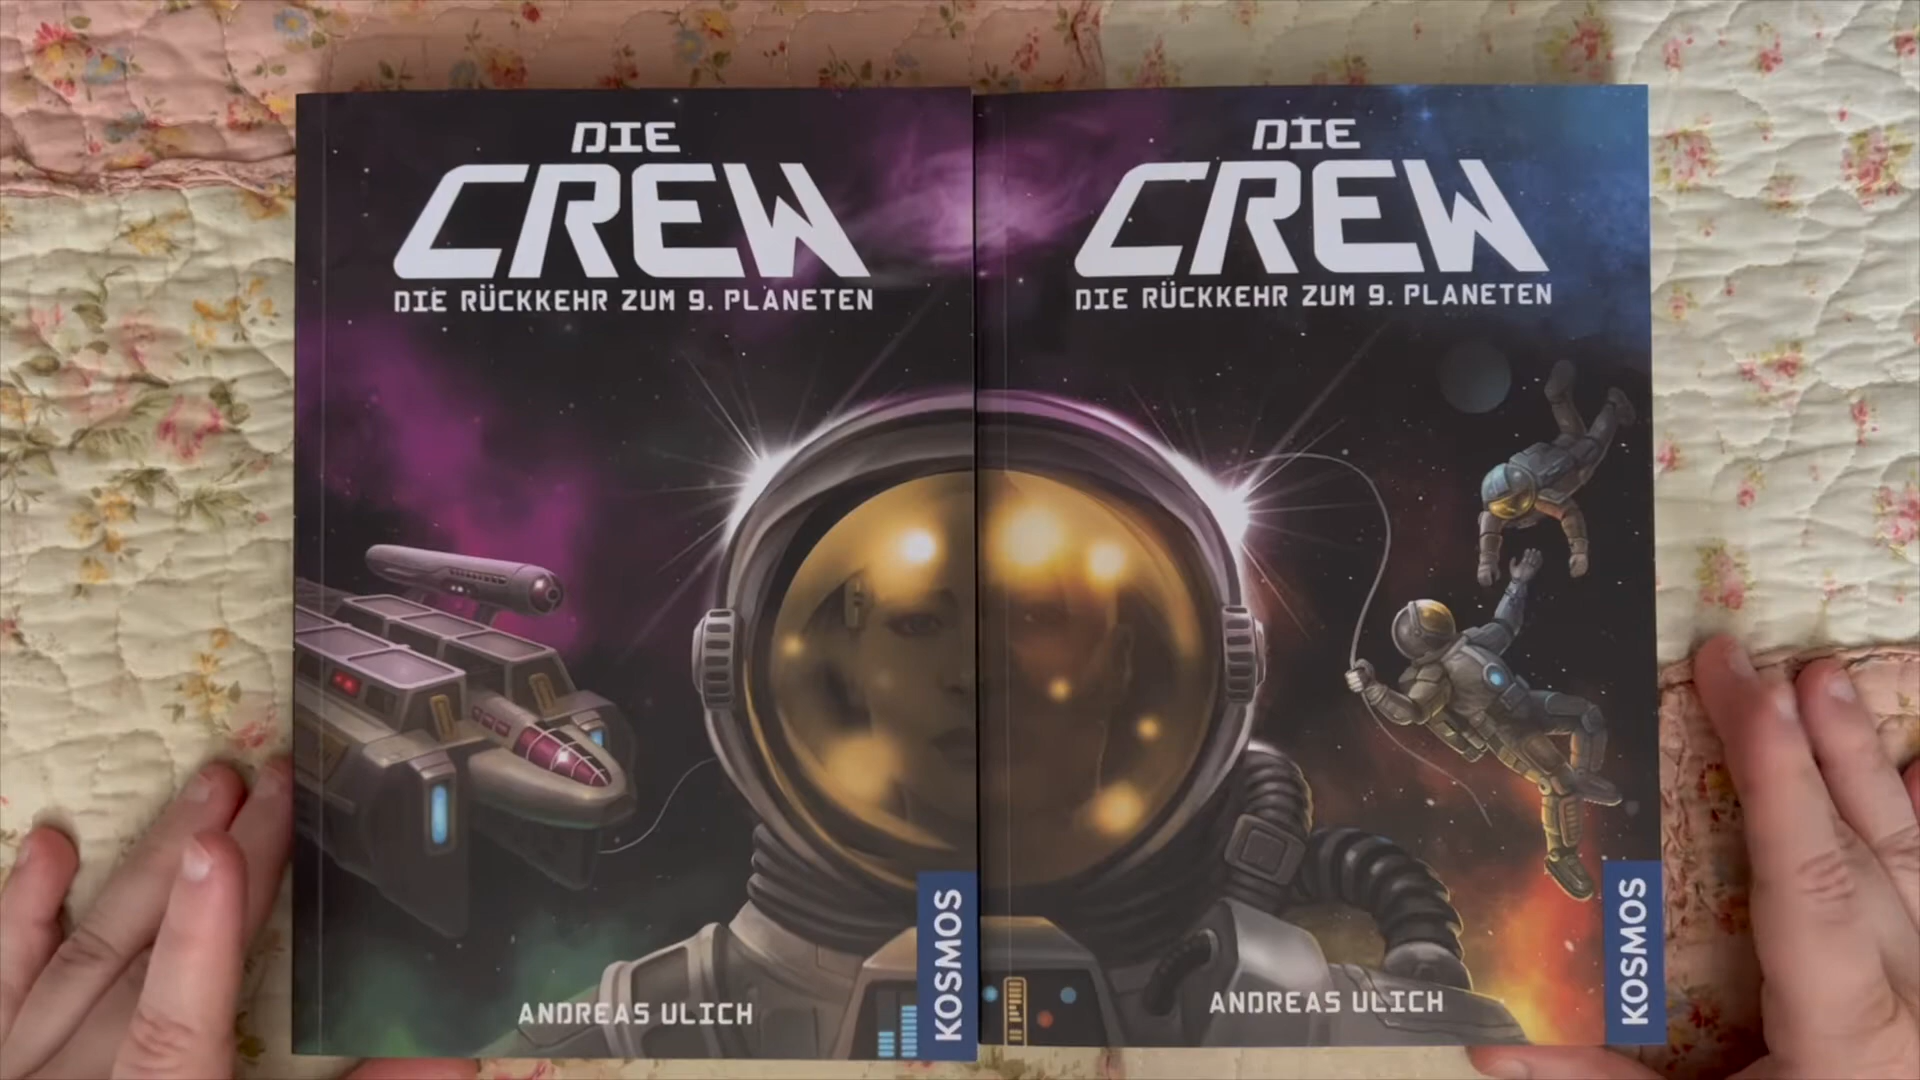 DIE
CREW
DIE RÜCKKEHR ZUM 9. PLANETEN
ANDREAS ULICH
KOSMOS
DIE
CREW
DIE RÜCKKEHR ZUM 9. PLANETEN
ANDREAS ULICH
KOSMOS